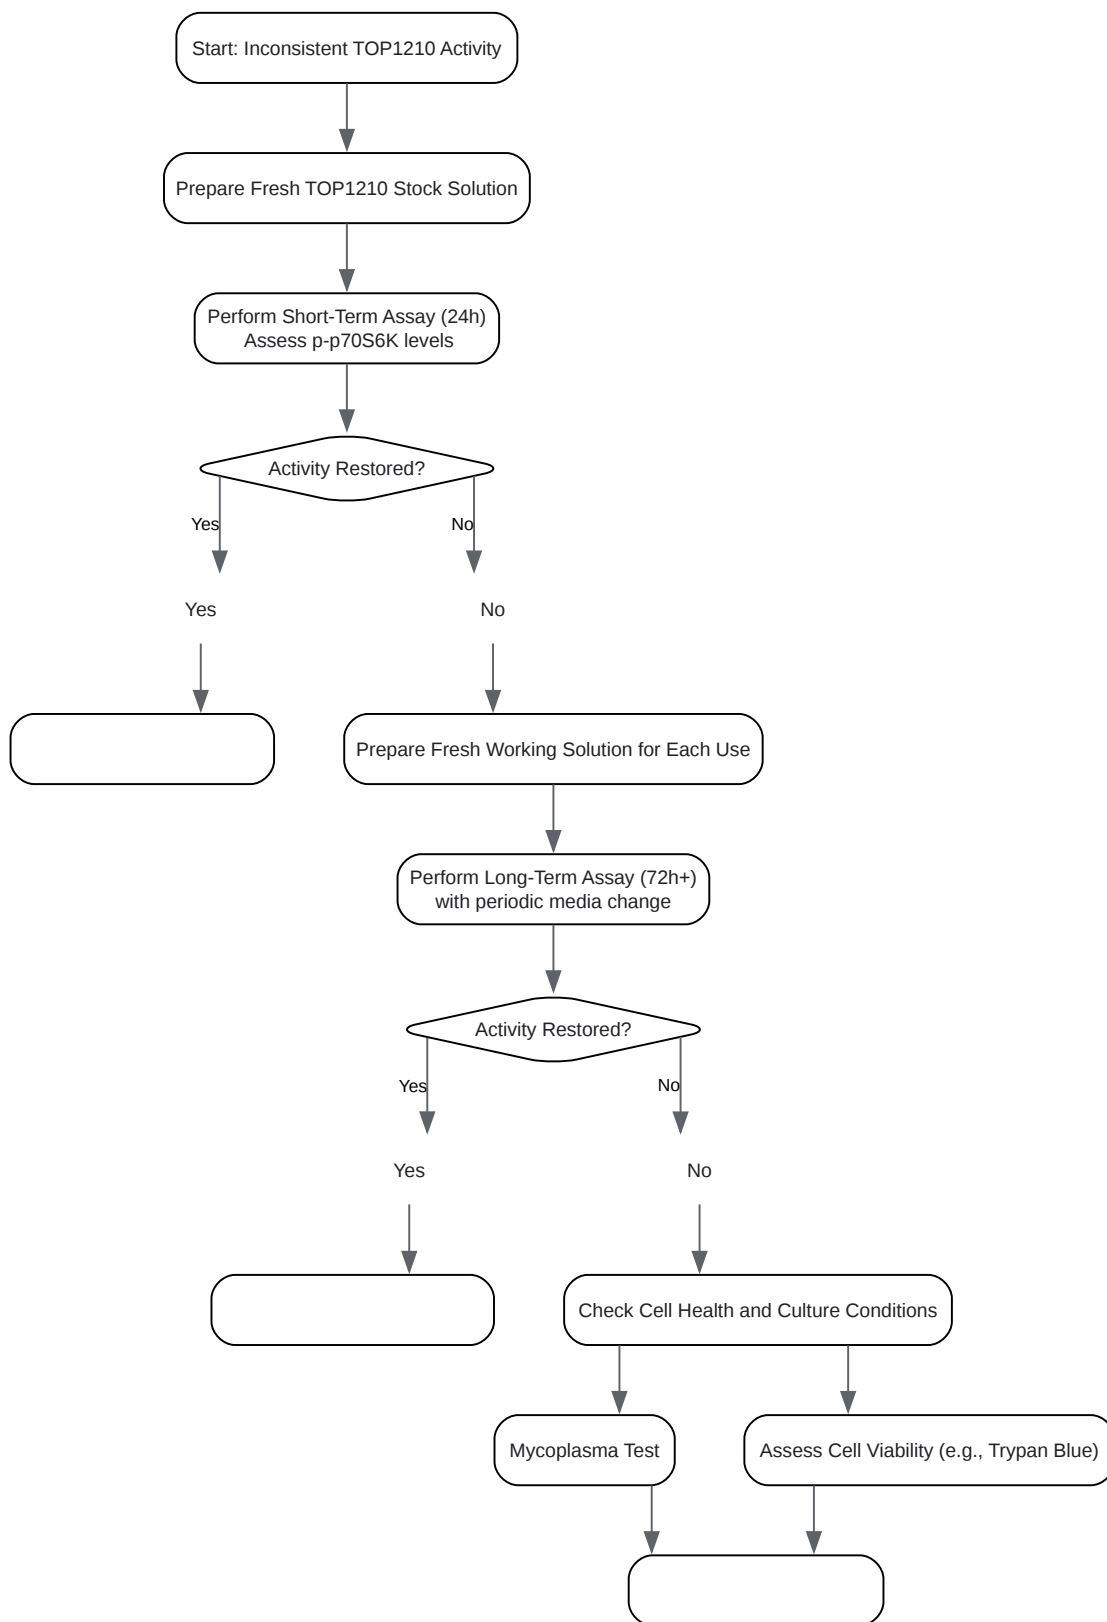 Start: Inconsistent TOP1210 Activity
Prepare Fresh TOP1210 Stock Solution
Perform Short-Term Assay (24h)
Assess p-p70S6K levels
Activity Restored?
Yes
No
Yes
No
Prepare Fresh Working Solution for Each Use
Perform Long-Term Assay (72h+)
with periodic media change
Activity Restored?
Yes
No
Yes
No
Check Cell Health and Culture Conditions
Mycoplasma Test
Assess Cell Viability (e.g., Trypan Blue)